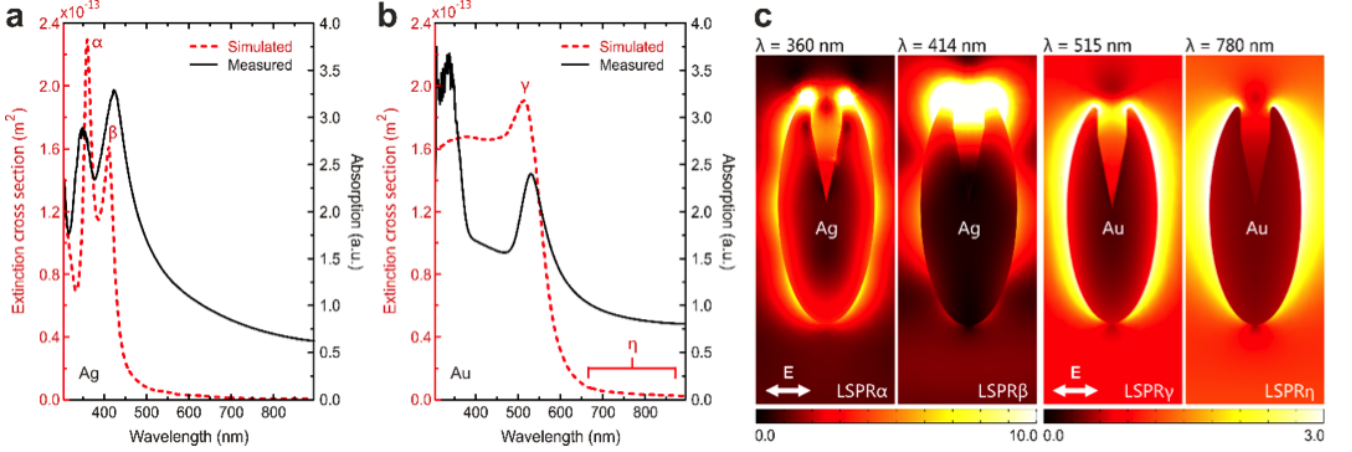 a
2.4 ×10⁻¹³
2.0
1.6
1.2
0.8
0.4
0.0
Extinction cross section (m²)
α
β
Simulated
Measured
Ag
400 500 600 700 800
Wavelength (nm)
4.0
3.5
3.0
2.5
2.0
1.5
1.0
0.5
0.0
Absorption (a.u.)
b
2.4 ×10⁻¹³
2.0
1.6
1.2
0.8
0.4
0.0
Extinction cross section (m²)
γ
Simulated
Measured
η
Au
400 500 600 700 800
Wavelength (nm)
4.0
3.5
3.0
2.5
2.0
1.5
1.0
0.5
0.0
Absorption (a.u.)
c
λ = 360 nm λ = 414 nm λ = 515 nm λ = 780 nm
Ag Ag Au Au
E E
LSPRα LSPRβ LSPRγ LSPRη
0.0 10.0 0.0 3.0